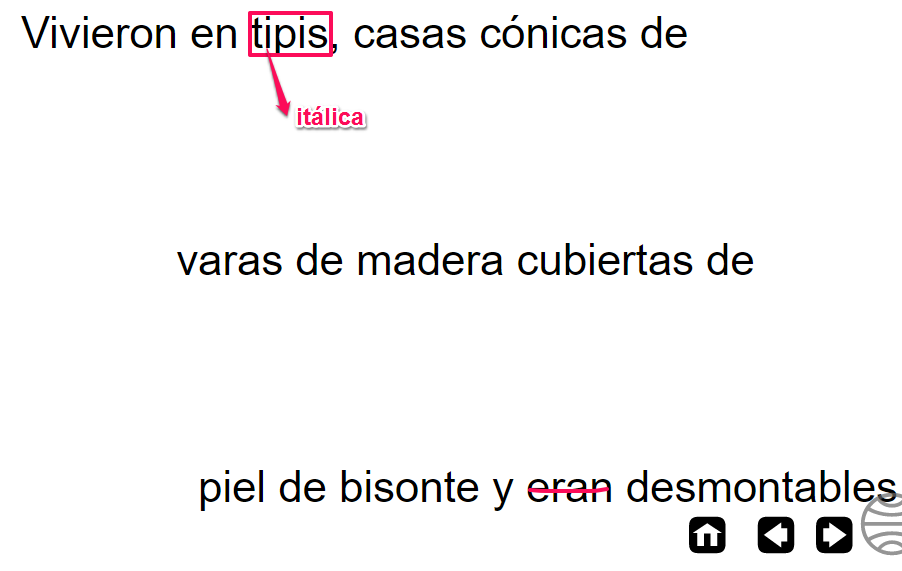 Vivieron en tipis, casas cónicas de
itálica
varas de madera cubiertas de
piel de bisonte y eran desmontables